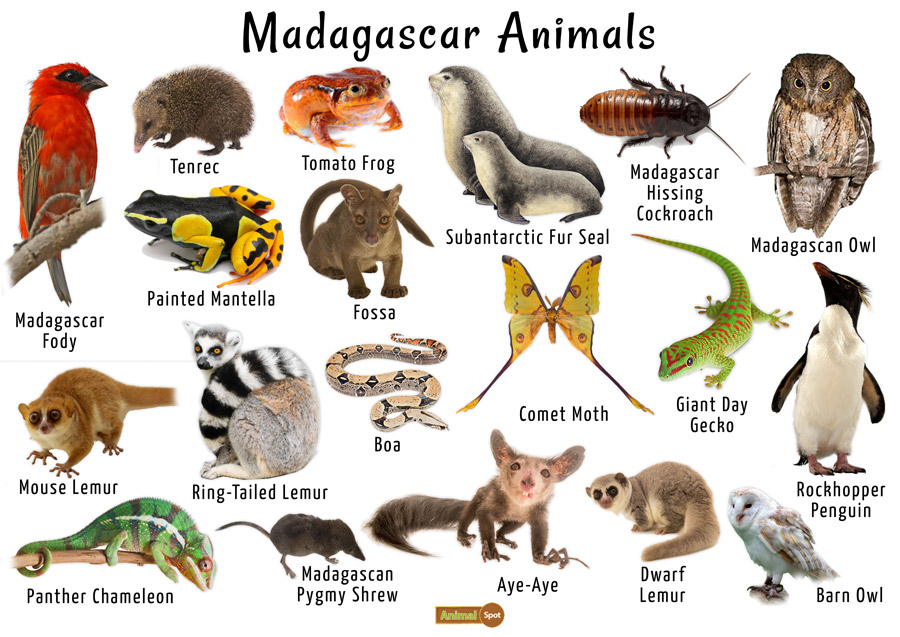 Madagascar Animals
Tenrec
Tomato Frog
Madagascar
Hissing
Cockroach
Subantarctic Fur Seal
Madagascan Owl
Painted Mantella
Fossa
Madagascar
Fody
Comet Moth
Giant Day
Gecko
Boa
Mouse Lemur
Ring-Tailed Lemur
Rockhopper
Penguin
Panther Chameleon
Madagascan
Pygmy Shrew
Aye-Aye
Dwarf
Lemur
Barn Owl
Animal Spot